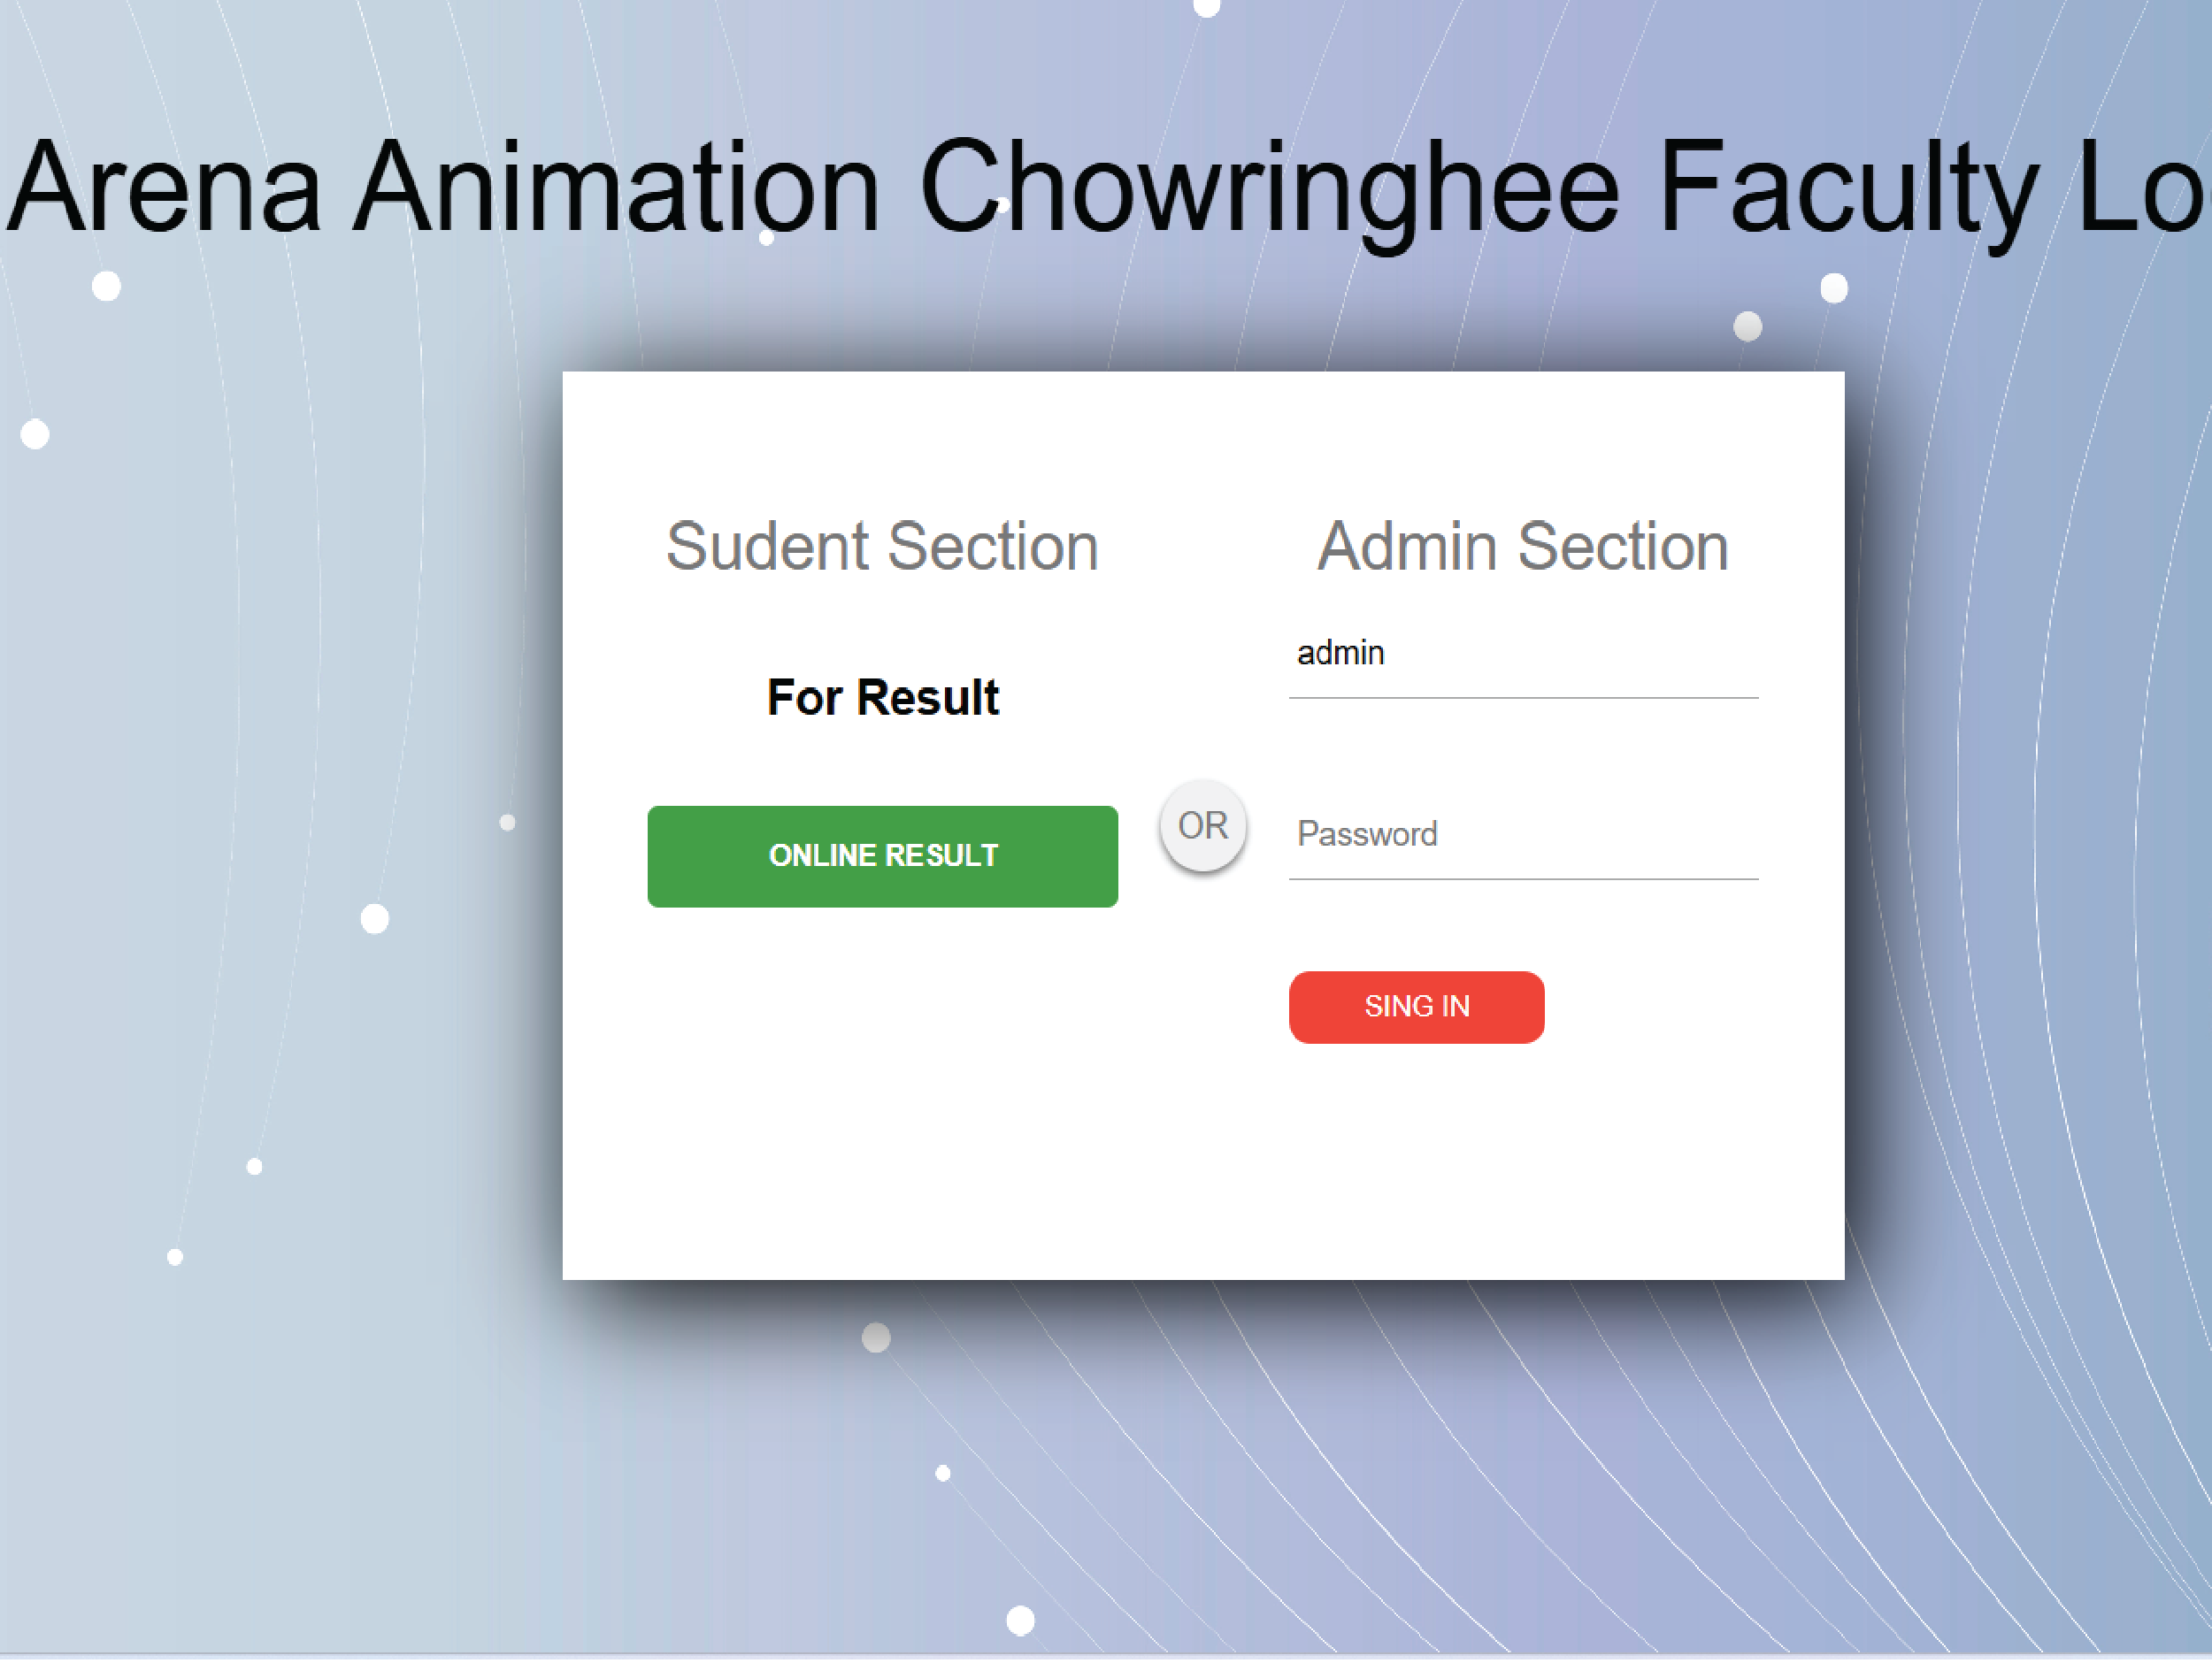 Arena Animation Chowringhee Faculty Lo
Sudent Section
For Result
ONLINE RESULT
OR
Admin Section
admin
Password
SING IN